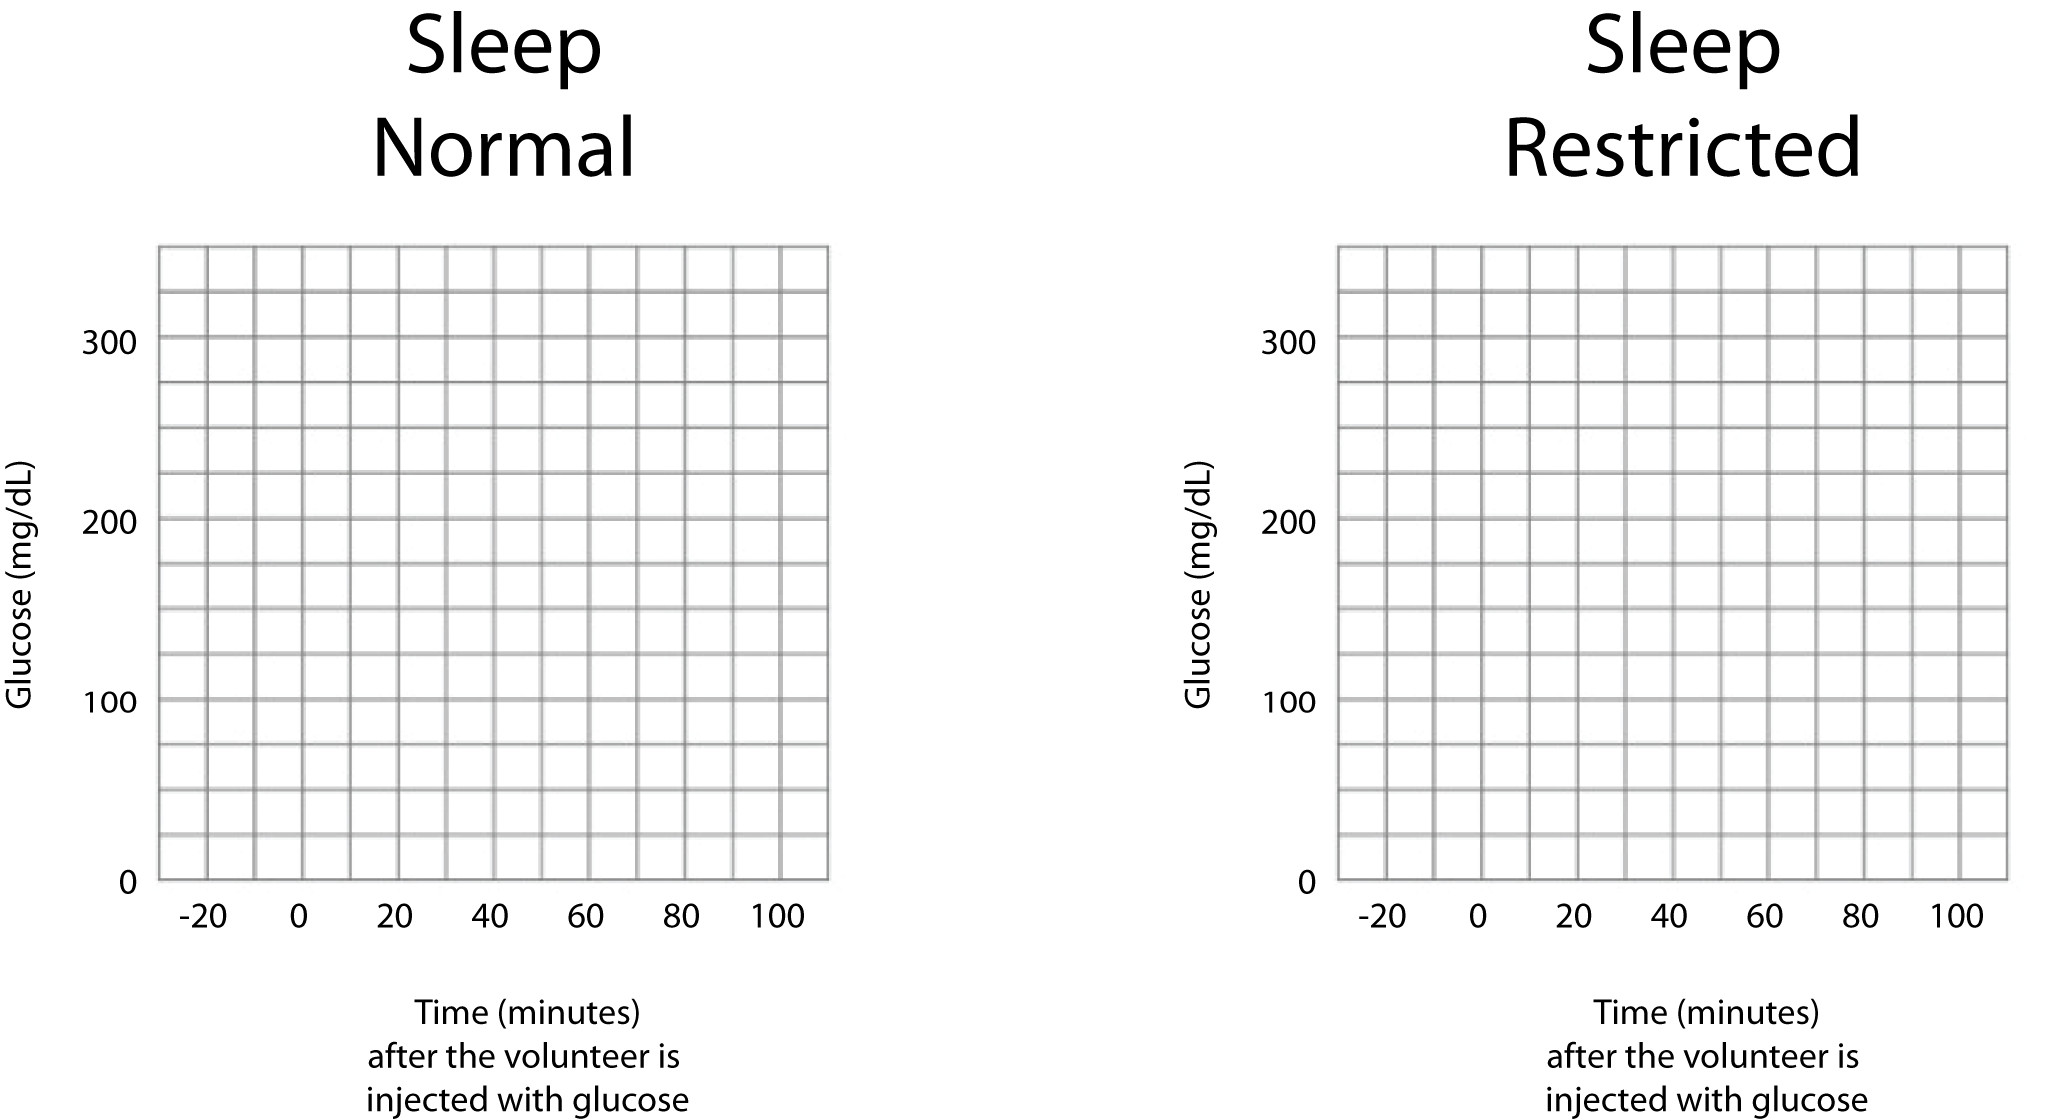 Sleep
Normal
Glucose (mg/dL)
300
200
100
0
-20 0 20 40 60 80 100
Time (minutes)
after the volunteer is
injected with glucose
Sleep
Restricted
Glucose (mg/dL)
300
200
100
0
-20 0 20 40 60 80 100
Time (minutes)
after the volunteer is
injected with glucose